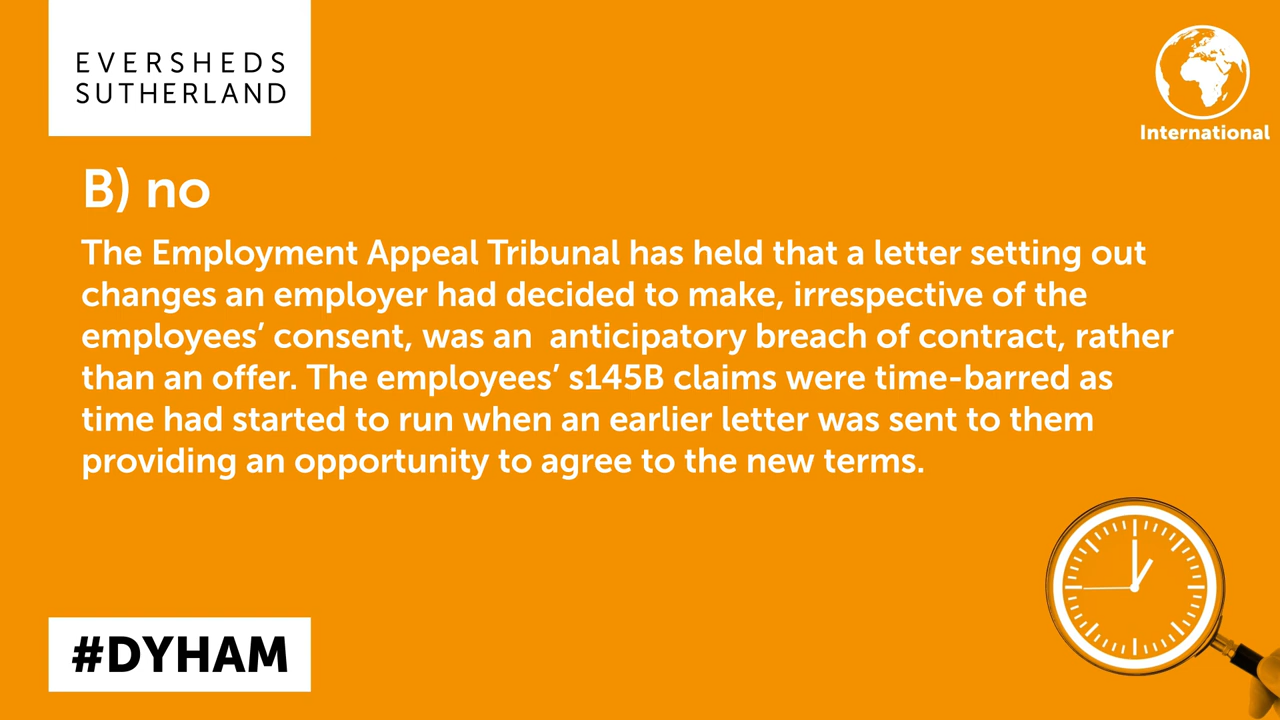 EVERSHEDS
SUTHERLAND
International
B) no
The Employment Appeal Tribunal has held that a letter setting out
changes an employer had decided to make, irrespective of the
employees’ consent, was an  anticipatory breach of contract, rather
than an offer. The employees’ s145B claims were time-barred as
time had started to run when an earlier letter was sent to them
providing an opportunity to agree to the new terms.
#DYHAM